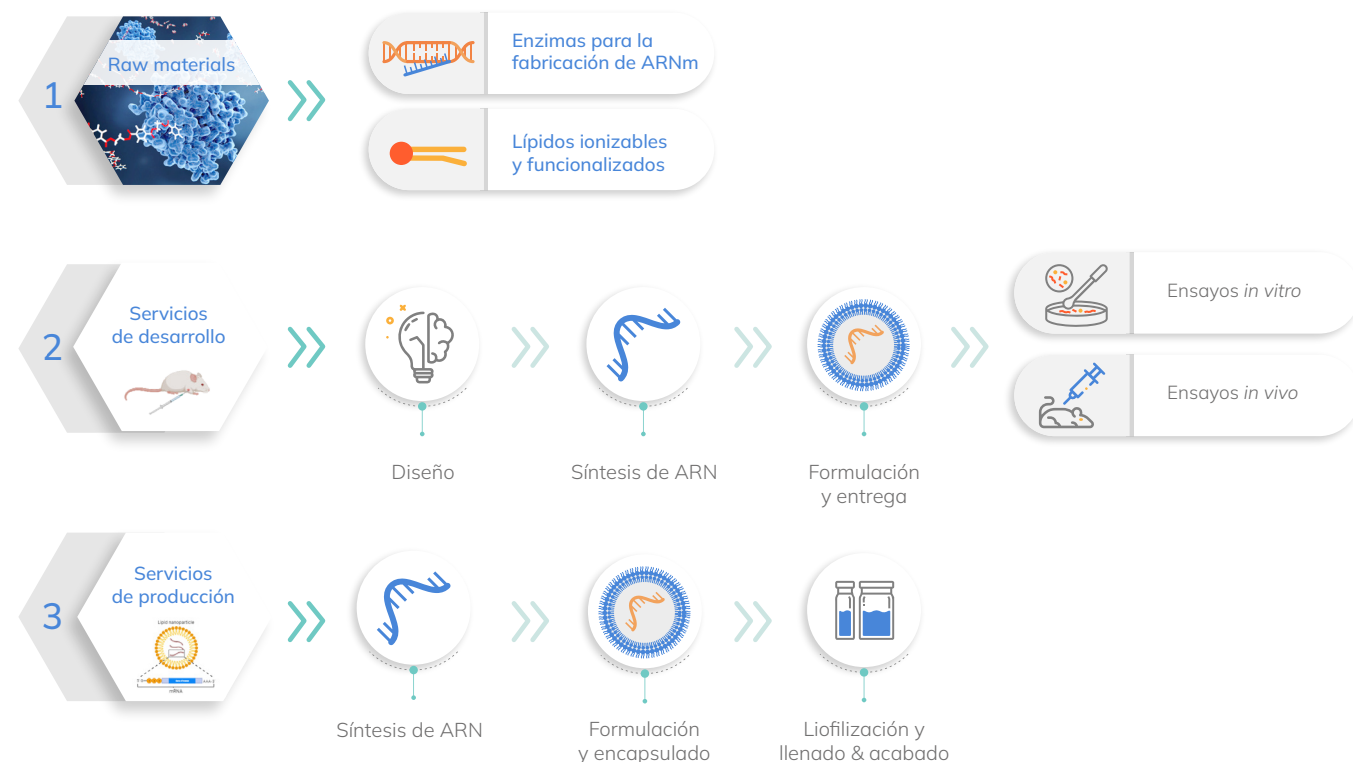 1
Raw materials
Enzimas para la
fabricación de ARNm
Lípidos ionizables
y funcionalizados
2
Servicios
de desarrollo
Diseño
Síntesis de ARN
Formulación
y entrega
Ensayos in vitro
Ensayos in vivo
3
Servicios
de producción
Lipid nanoparticle
mRNA
Síntesis de ARN
Formulación
y encapsulado
Liofilización y
llenado & acabado